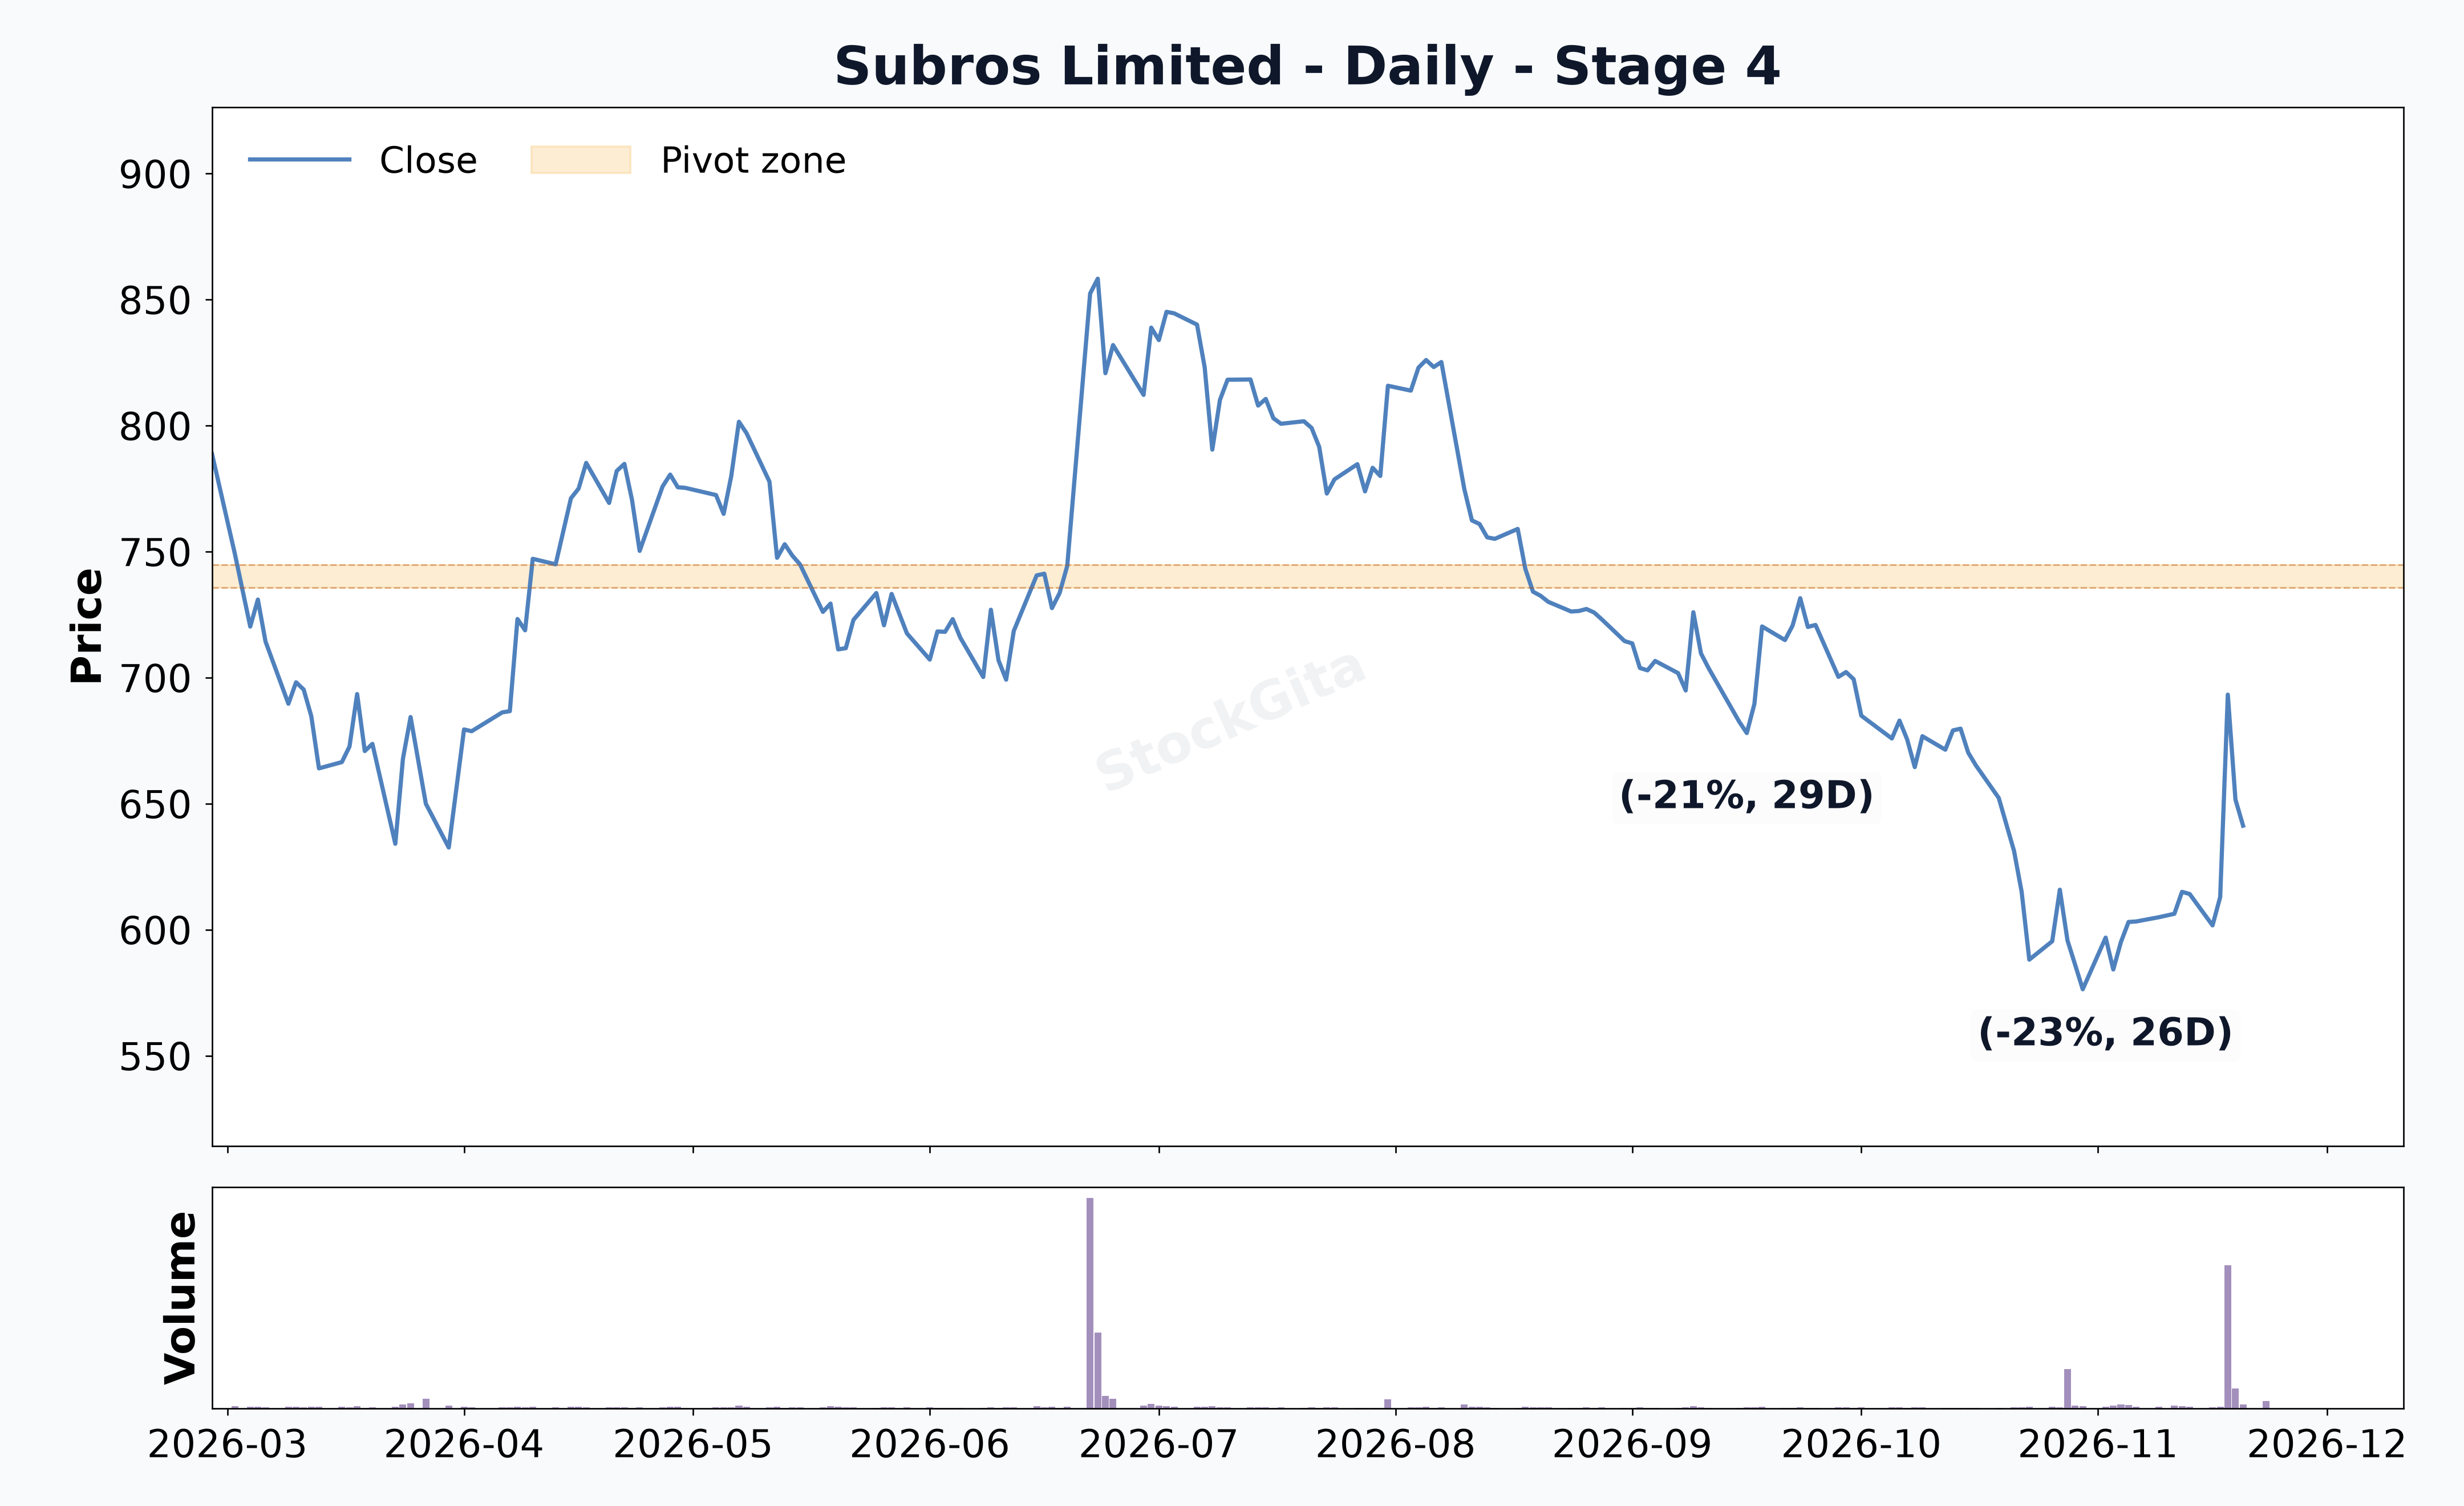 Subros Limited - Daily - Stage 4
Close
Pivot zone
900
850
800
750
700
650
600
550
Price
StockGita
(-21%, 29D)
(-23%, 26D)
Volume
2026-03
2026-04
2026-05
2026-06
2026-07
2026-08
2026-09
2026-10
2026-11
2026-12